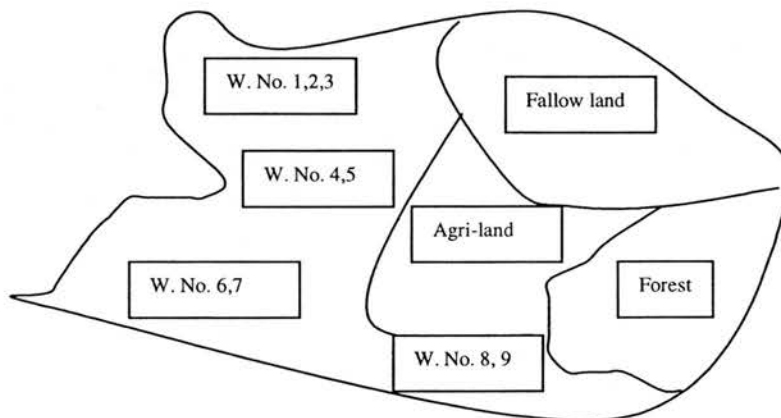 W. No. 1,2,3
Fallow land
W. No. 4,5
Agri-land
W. No. 6,7
Forest
W. No. 8, 9